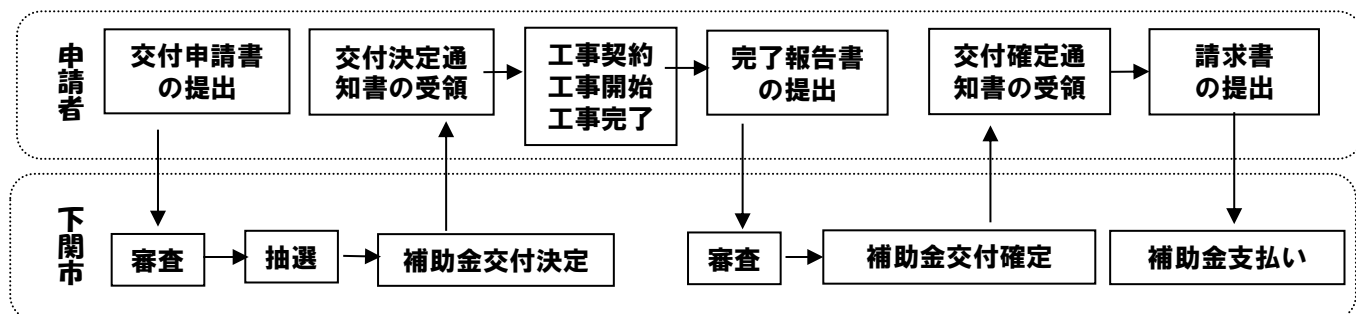 申請者
交付申請書
の提出
交付決定通
知書の受領
工事契約
工事開始
工事完了
完了報告書
の提出
交付確定通
知書の受領
請求書
の提出
下関市
審査
抽選
補助金交付決定
審査
補助金交付確定
補助金支払い